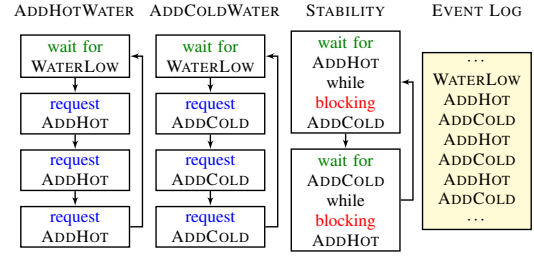 ADDHOTWATER
wait for
WATERLOW
request
ADDHOT
request
ADDHOT
request
ADDHOT
ADDCOLDWATER
wait for
WATERLOW
request
ADDCOLD
request
ADDCOLD
request
ADDCOLD
STABILITY
wait for
ADDHOT
while
blocking
ADDCOLD
wait for
ADDCOLD
while
blocking
ADDHOT
EVENT LOG
...
WATERLOW
ADDHOT
ADDCOLD
ADDHOT
ADDCOLD
ADDHOT
ADDCOLD
...